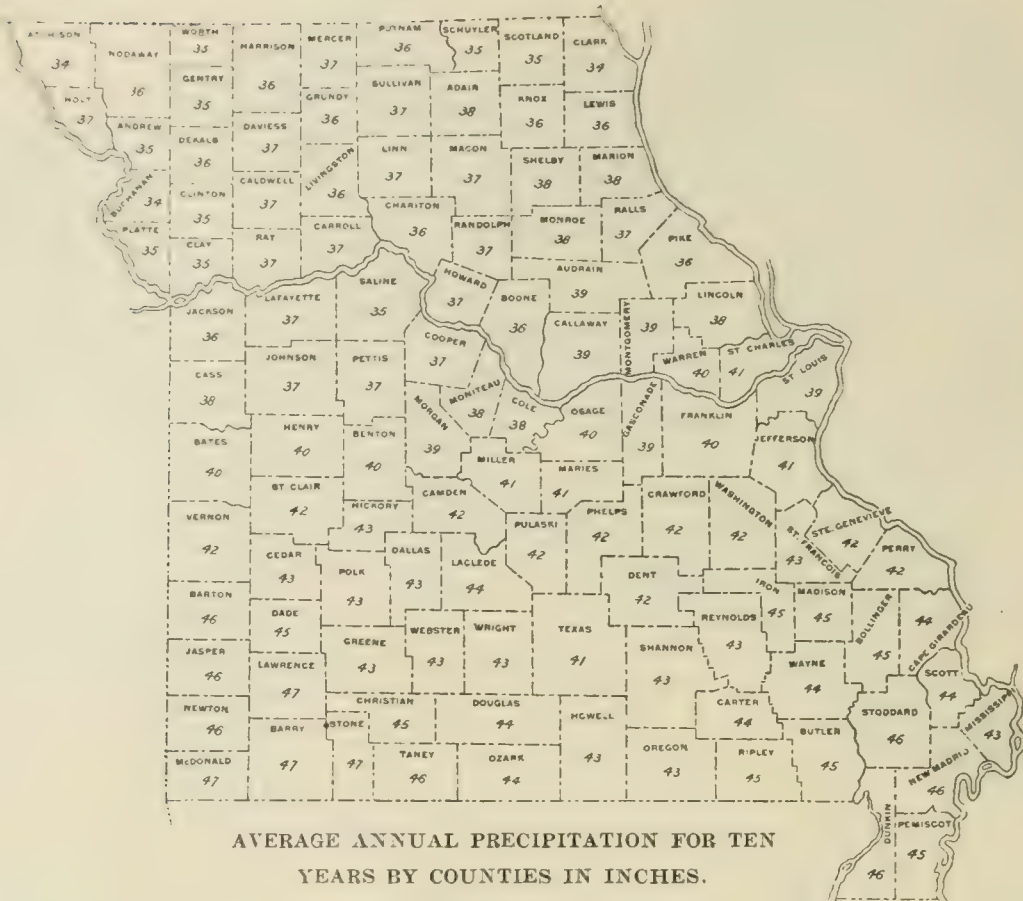 ATCHISON
34
NODAWAY
36
WORTH
35
HARRISON
36
MERCER
37
PUTNAM
36
SCHUYLER
35
SCOTLAND
35
CLARK
34
HOLT
37
ANDREW
35
GENTRY
35
DEKALB
36
DAVIESS
37
GRUNDY
36
SULLIVAN
37
ADAIR
38
KNOX
36
LEWIS
36
BUCHANAN
34
CLINTON
35
CALDWELL
37
LIVINGSTON
36
LINN
37
MACON
37
SHELBY
38
MARION
38
PLATTE
35
CLAY
35
RAY
37
CARROLL
37
CHARITON
36
RANDOLPH
37
MONROE
38
RALLS
37
PIKE
36
AUDRAIN
39
JACKSON
36
LAFAYETTE
37
SALINE
35
HOWARD
37
BOONE
36
CALLAWAY
39
MONTGOMERY
39
LINCOLN
38
WARREN
40
ST CHARLES
41
ST LOUIS
39
CASS
38
JOHNSON
37
PETTIS
37
COOPER
37
MONITEAU
38
COLE
38
OSAGE
40
GASCONADE
39
FRANKLIN
40
JEFFERSON
41
BATES
40
HENRY
40
BENTON
40
MORGAN
39
MILLER
41
MARIES
41
ST CLAIR
42
HICKORY
43
CAMDEN
42
PULASKI
42
PHELPS
42
CRAWFORD
42
WASHINGTON
42
ST. FRANCOIS
43
STE. GENEVIEVE
42
PERRY
42
VERNON
42
CEDAR
43
POLK
43
DALLAS
43
LACLEDE
44
DENT
42
IRON
45
MADISON
45
BOLLINGER
45
CAPE GIRARDEAU
44
BARTON
46
DADE
45
GREENE
43
WEBSTER
43
WRIGHT
43
TEXAS
41
SHANNON
43
REYNOLDS
43
WAYNE
44
SCOTT
44
JASPER
46
LAWRENCE
47
CHRISTIAN
45
DOUGLAS
44
HOWELL
43
CARTER
44
BUTLER
45
STODDARD
46
MISSISSIPPI
43
NEWTON
46
BARRY
47
STONE
47
TANEY
46
OZARK
44
OREGON
43
RIPLEY
45
NEW MADRID
46
McDONALD
47
DUNKIN
46
PEMISCOT
45
AVERAGE ANNUAL PRECIPITATION FOR TEN
YEARS BY COUNTIES IN INCHES.